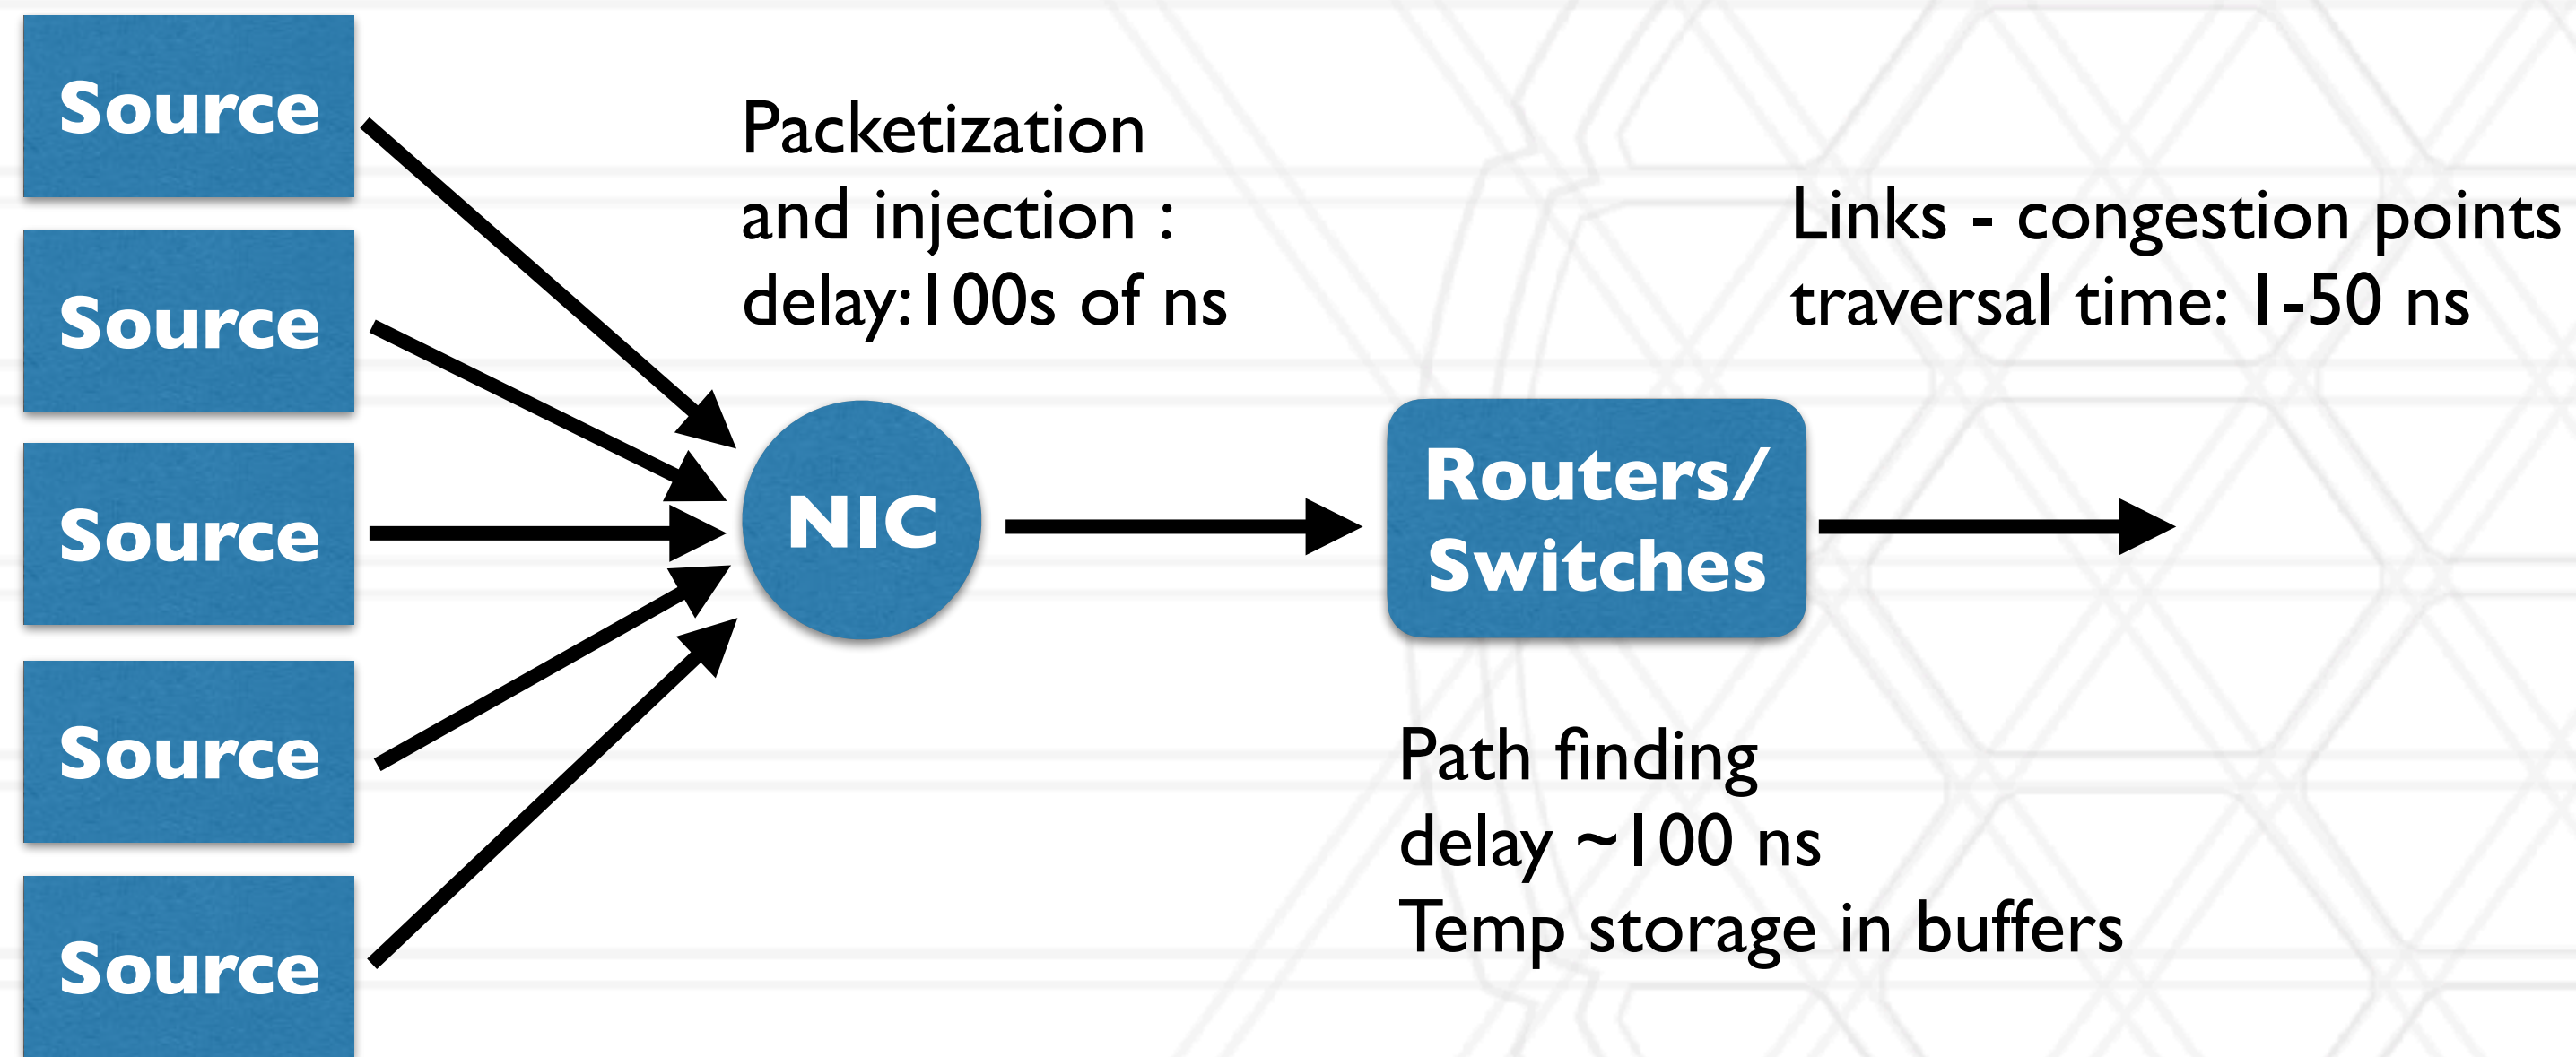 Source
Source
Source
Source
Source
Packetization
and injection :
delay:100s of ns
NIC
Routers/
Switches
Links - congestion points
traversal time: 1-50 ns
Path finding
delay ~100 ns
Temp storage in buffers